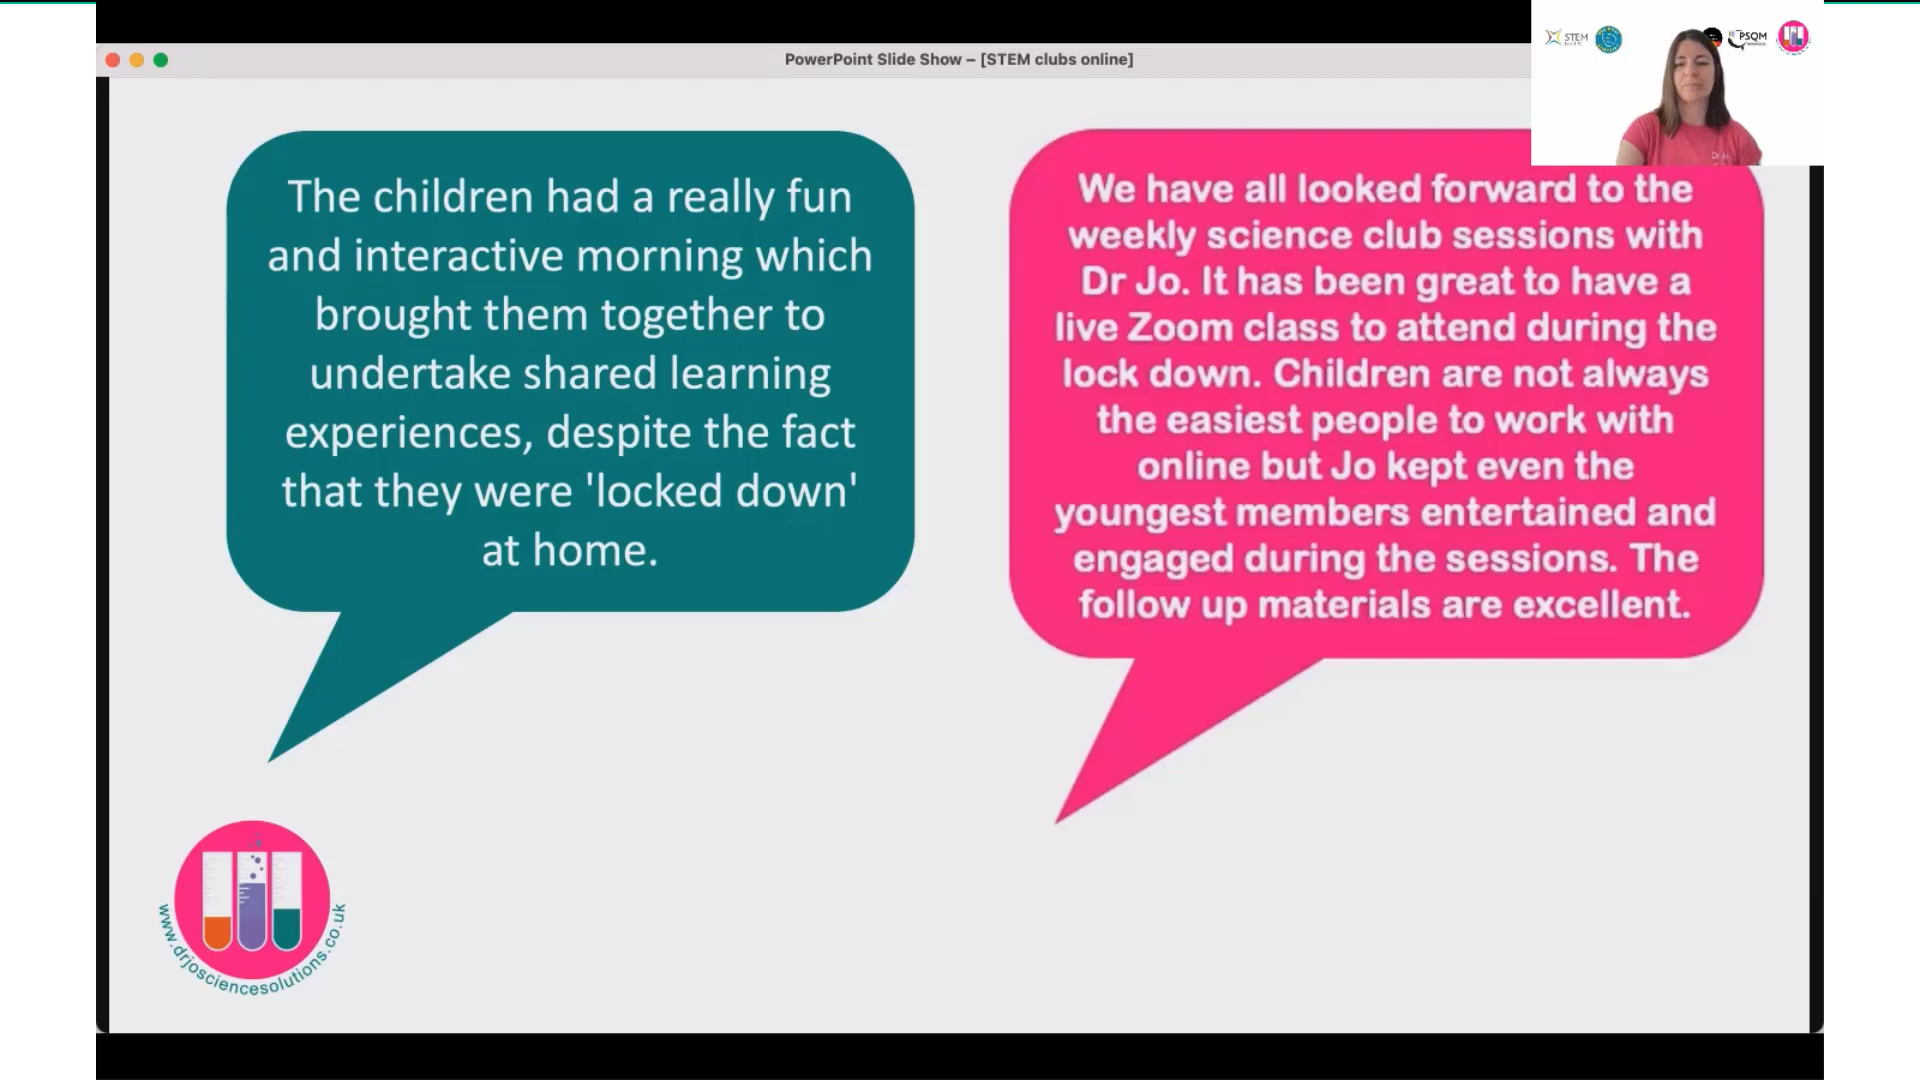 PowerPoint Slide Show – [STEM clubs online]
STEM
PSQM
The children had a really fun
and interactive morning which
brought them together to
undertake shared learning
experiences, despite the fact
that they were 'locked down'
at home.
We have all looked forward to the
weekly science club sessions with
Dr Jo. It has been great to have a
live Zoom class to attend during the
lock down. Children are not always
the easiest people to work with
online but Jo kept even the
youngest members entertained and
engaged during the sessions. The
follow up materials are excellent.
www.drjosciencesolutions.co.uk